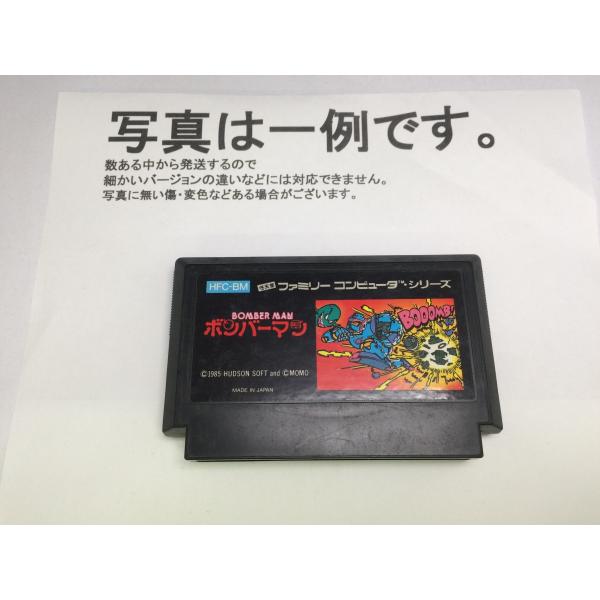 写真は一例です。
数ある中から発送するので
細かいバージョンの違いなどには対応できません。
写真に無い傷・変色などある場合がございます。
HFC-BM ファミリー コンピュータ™・シリーズ
BOMBER MAN
ボンバーマン
BOOOMB!
©1985 HUDSON SOFT and ©MOMO
MADE IN JAPAN